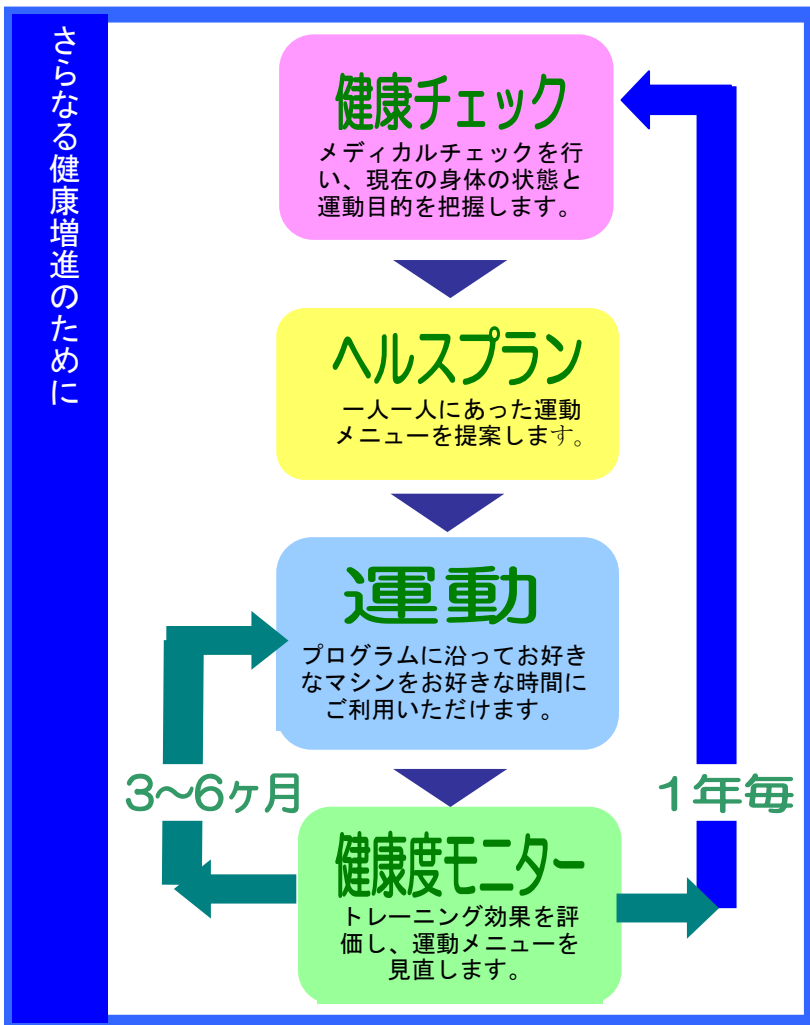 さらなる健康増進のために
健康チェック
メディカルチェックを行
い、現在の身体の状態と
運動目的を把握します。
ヘルスプラン
一人一人にあった運動
メニューを提案します。
運動
プログラムに沿ってお好き
なマシンをお好きな時間に
ご利用いただけます。
3～6ヶ月
1年毎
健康度モニター
トレーニング効果を評
価し、運動メニューを
見直します。